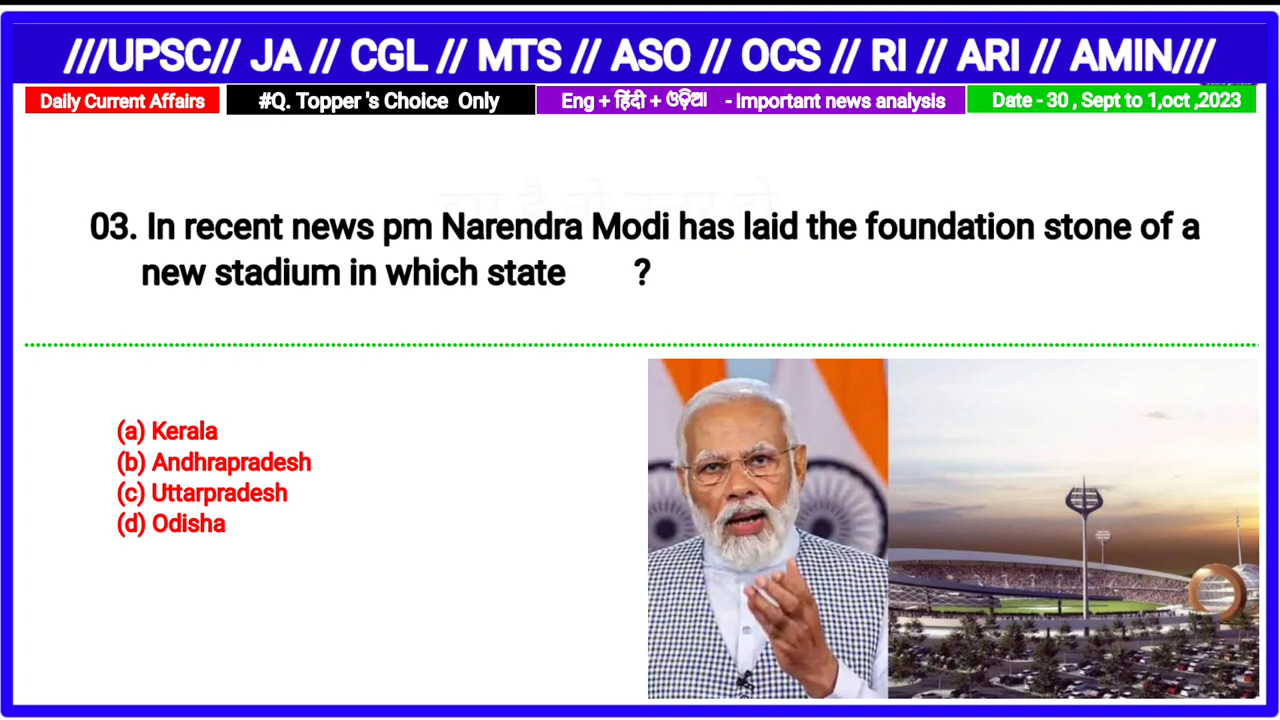 ///UPSC// JA // CGL // MTS // ASO // OCS // RI // ARI // AMIN///
Daily Current Affairs
#Q. Topper 's Choice Only
Eng + हिंदी + ଓଡ଼ିଆ - Important news analysis
Date - 30 , Sept to 1,oct ,2023
03. In recent news pm Narendra Modi has laid the foundation stone of a
new stadium in which state ?
(a) Kerala
(b) Andhrapradesh
(c) Uttarpradesh
(d) Odisha